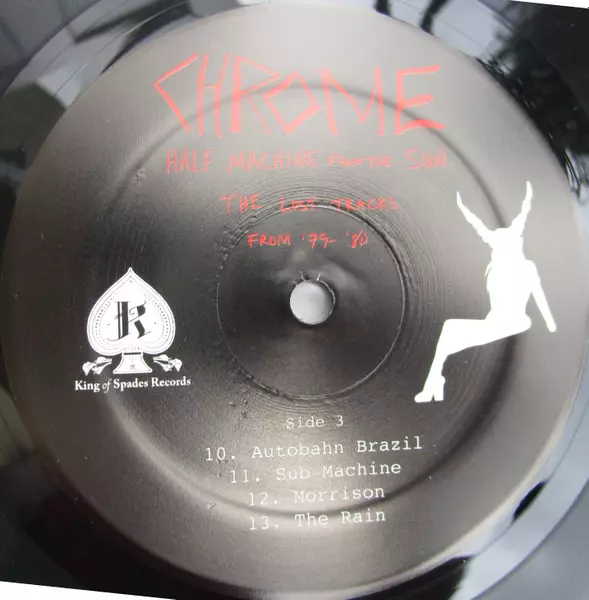 CHROME
HALF MACHINE FROM THE SUN
THE LOST TRACKS
FROM '79-'80
K
King of Spades Records
Side 3
10. Autobahn Brazil
11. Sub Machine
12. Morrison
13. The Rain